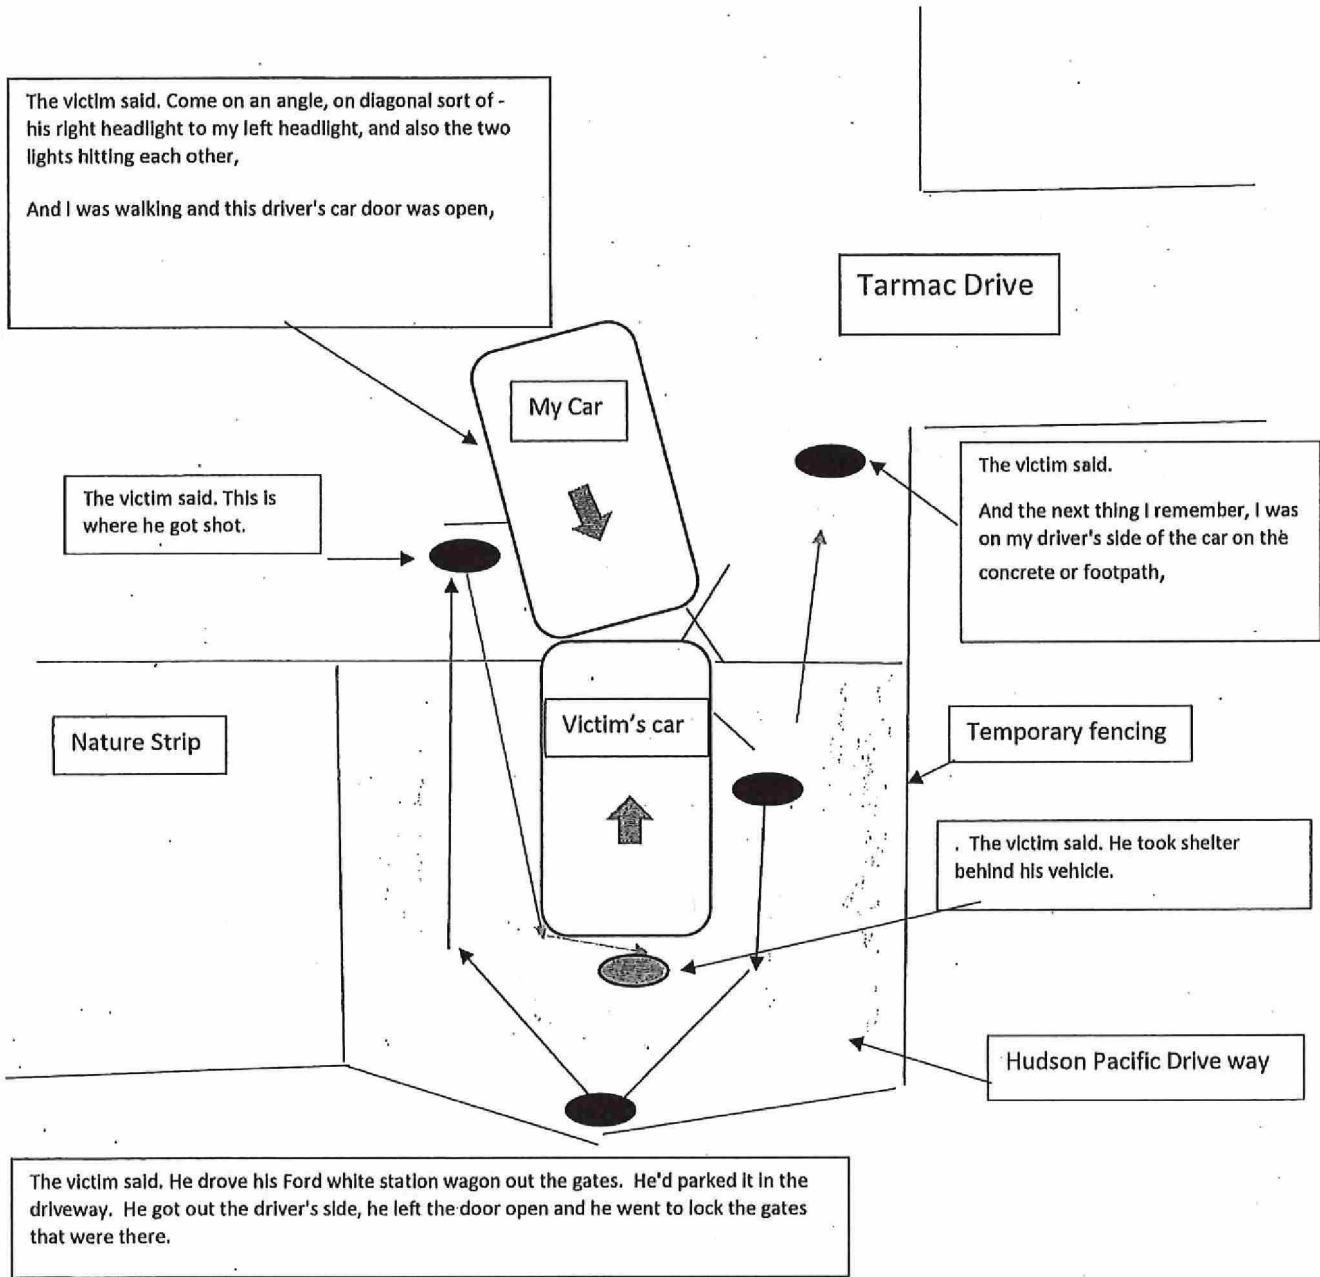 The victim said. Come on an angle, on diagonal sort of -
his right headlight to my left headlight, and also the two
lights hitting each other,
And I was walking and this driver's car door was open,
Tarmac Drive
My Car
The victim said. This is
where he got shot.
The victim said.
And the next thing I remember, I was
on my driver's side of the car on the
concrete or footpath,
Nature Strip
Victim's car
Temporary fencing
. The victim said. He took shelter
behind his vehicle.
Hudson Pacific Drive way
The victim said. He drove his Ford white station wagon out the gates. He'd parked it in the
driveway. He got out the driver's side, he left the door open and he went to lock the gates
that were there.